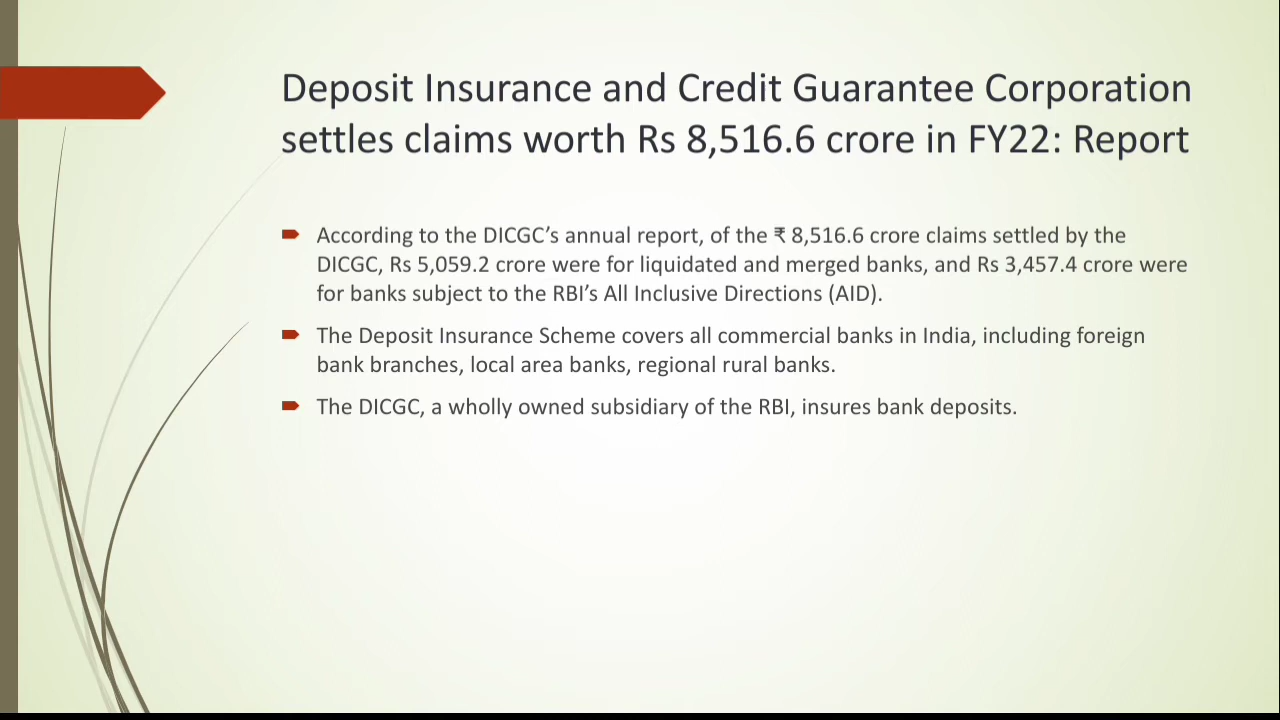 Deposit Insurance and Credit Guarantee Corporation
settles claims worth Rs 8,516.6 crore in FY22: Report
According to the DICGC’s annual report, of the ₹ 8,516.6 crore claims settled by the
DICGC, Rs 5,059.2 crore were for liquidated and merged banks, and Rs 3,457.4 crore were
for banks subject to the RBI’s All Inclusive Directions (AID).
The Deposit Insurance Scheme covers all commercial banks in India, including foreign
bank branches, local area banks, regional rural banks.
The DICGC, a wholly owned subsidiary of the RBI, insures bank deposits.